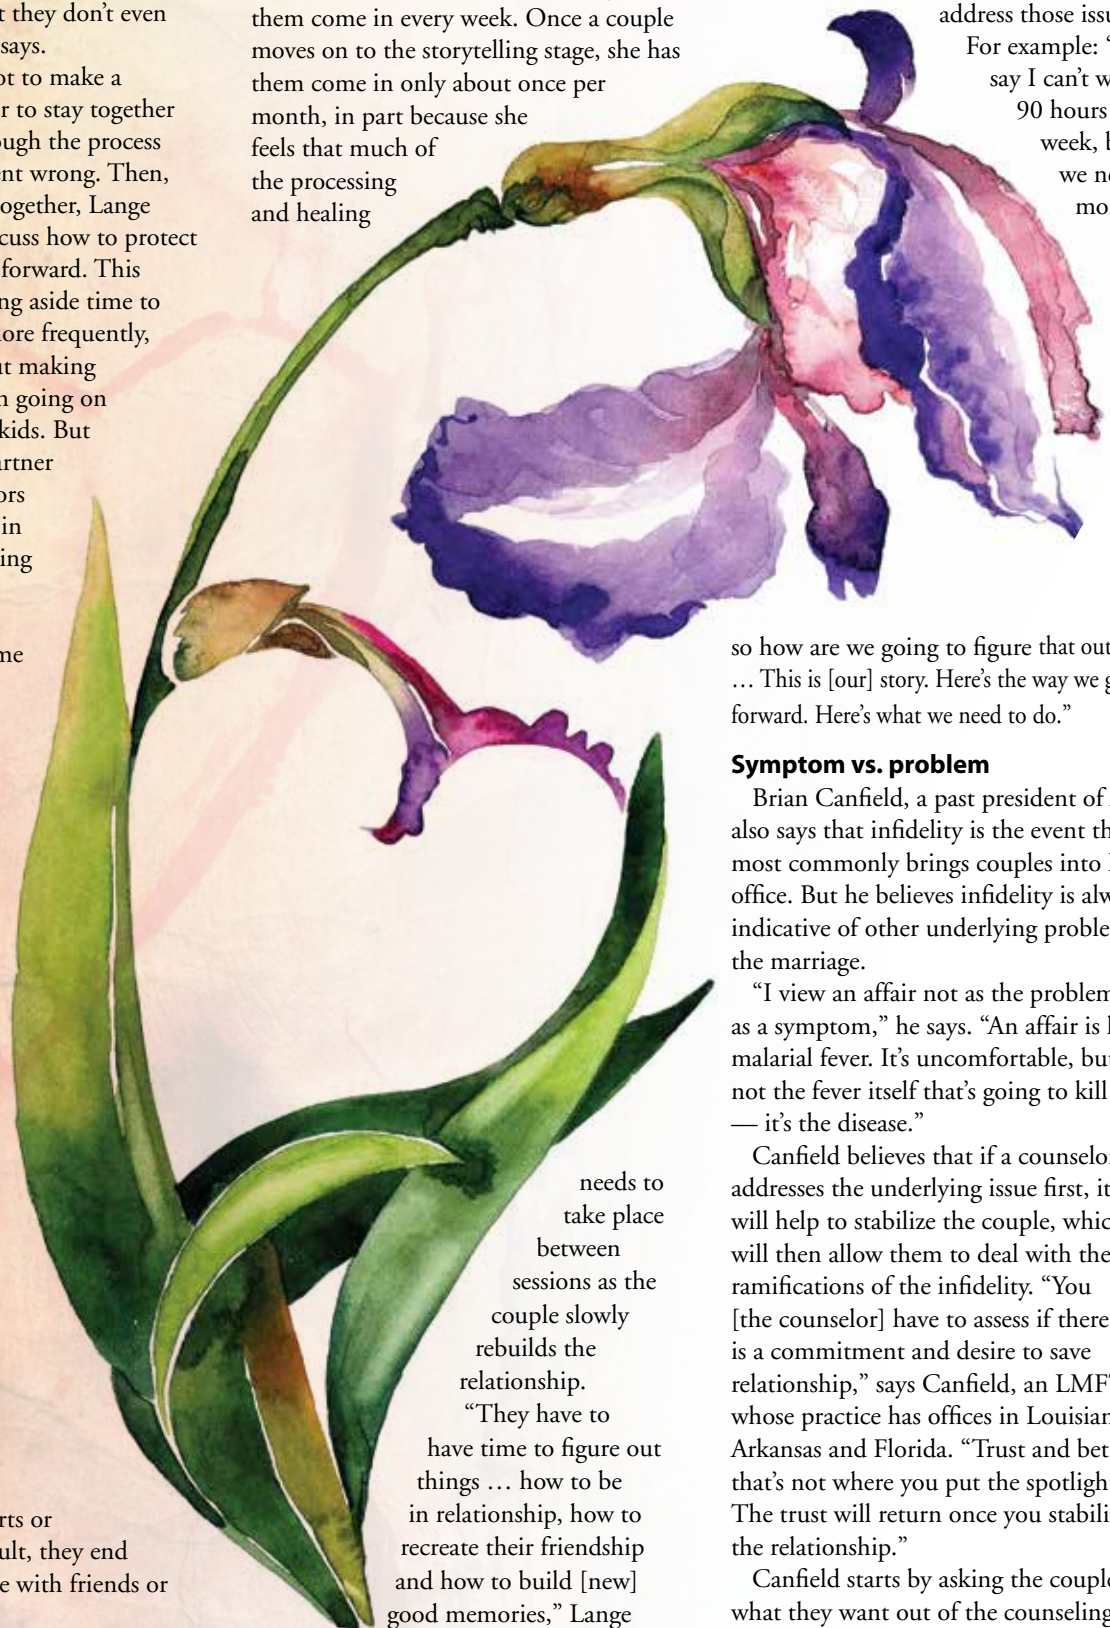 they don't even
says.
ot to make a
r to stay together
ough the process
ent wrong. Then,
ogether, Lange
cuss how to protect
forward. This
ng aside time to
ore frequently,
ut making
n going on
kids. But
artner
ors
in
ing
me
rts or
ult, they end
e with friends or
them come in every week. Once a couple
moves on to the storytelling stage, she has
them come in only about once per
month, in part because she
feels that much of
the processing
and healing
needs to
take place
between
sessions as the
couple slowly
rebuilds the
relationship.
“They have to
have time to figure out
things … how to be
in relationship, how to
recreate their friendship
and how to build [new]
good memories,” Lange
address those issu
For example: “
say I can’t w
90 hours
week, b
we ne
mo
so how are we going to figure that out
… This is [our] story. Here’s the way we g
forward. Here’s what we need to do.”
Symptom vs. problem
Brian Canfield, a past president of
also says that infidelity is the event th
most commonly brings couples into
office. But he believes infidelity is alw
indicative of other underlying proble
the marriage.
“I view an affair not as the problem
as a symptom,” he says. “An affair is l
malarial fever. It’s uncomfortable, but
not the fever itself that’s going to kill
— it’s the disease.”
Canfield believes that if a counselor
addresses the underlying issue first, it
will help to stabilize the couple, whic
will then allow them to deal with the
ramifications of the infidelity. “You
[the counselor] have to assess if there
is a commitment and desire to save
relationship,” says Canfield, an LMFT
whose practice has offices in Louisian
Arkansas and Florida. “Trust and bet
that’s not where you put the spotlight
The trust will return once you stabili
the relationship.”
Canfield starts by asking the couple
what they want out of the counseling